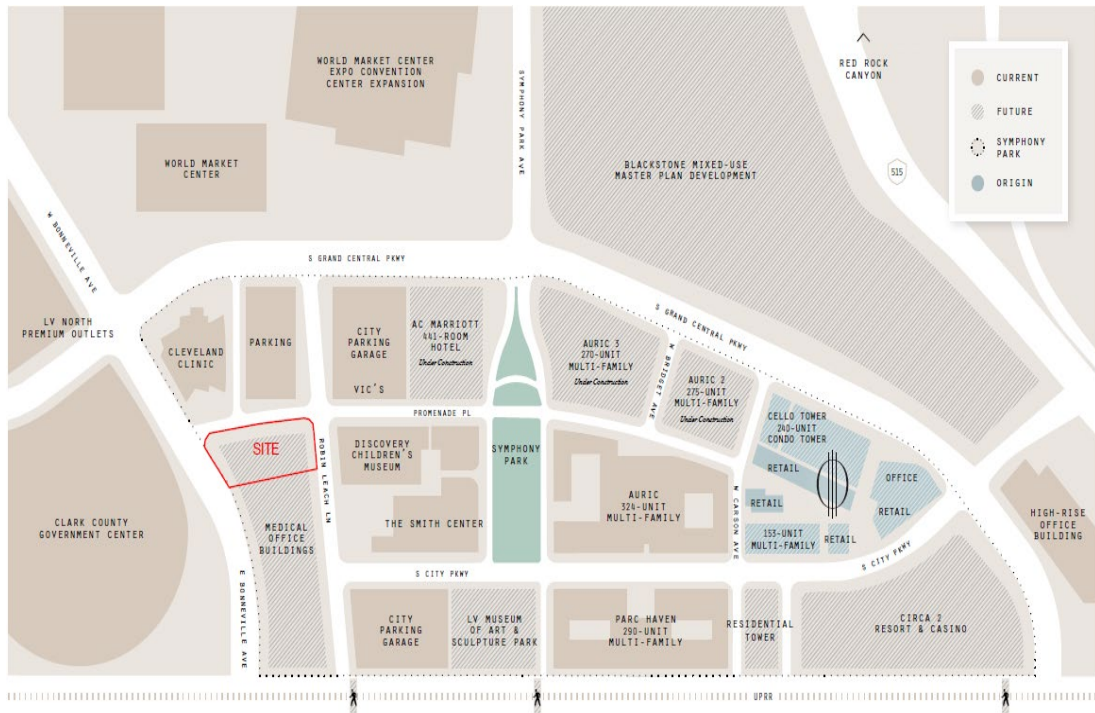 WORLD MARKET CENTER
EXPO CONVENTION
CENTER EXPANSION
WORLD MARKET
CENTER
SYMPHONY PARK AVE
BLACKSTONE MIXED-USE
MASTER PLAN DEVELOPMENT
RED ROCK
CANYON
515
CURRENT
FUTURE
SYMPHONY
PARK
ORIGIN
W BONNEVILLE AVE
S GRAND CENTRAL PKWY
S GRAND CENTRAL PKWY
LV NORTH
PREMIUM OUTLETS
CLEVELAND
CLINIC
PARKING
CITY
PARKING
GARAGE
VIC'S
AC MARRIOTT
441-ROOM
HOTEL
Under Construction
AURIC 3
270-UNIT
MULTI-FAMILY
Under Construction
W BRIDGET AVE
AURIC 2
275-UNIT
MULTI-FAMILY
Under Construction
PROMENADE PL
SITE
ROBIN LEACH LN
DISCOVERY
CHILDREN'S
MUSEUM
THE SMITH CENTER
SYMPHONY
PARK
AURIC
324-UNIT
MULTI-FAMILY
W CARSON AVE
CELLO TOWER
240-UNIT
CONDO TOWER
RETAIL
RETAIL
153-UNIT
MULTI-FAMILY
RETAIL
OFFICE
RETAIL
HIGH-RISE
OFFICE
BUILDING
CLARK COUNTY
GOVERNMENT CENTER
MEDICAL
OFFICE
BUILDINGS
E BONNEVILLE AVE
S CITY PKWY
S CITY PKWY
CITY
PARKING
GARAGE
LV MUSEUM
OF ART &
SCULPTURE PARK
PARC HAVEN
290-UNIT
MULTI-FAMILY
RESIDENTIAL
TOWER
CIRCA 2
RESORT & CASINO
UPRR